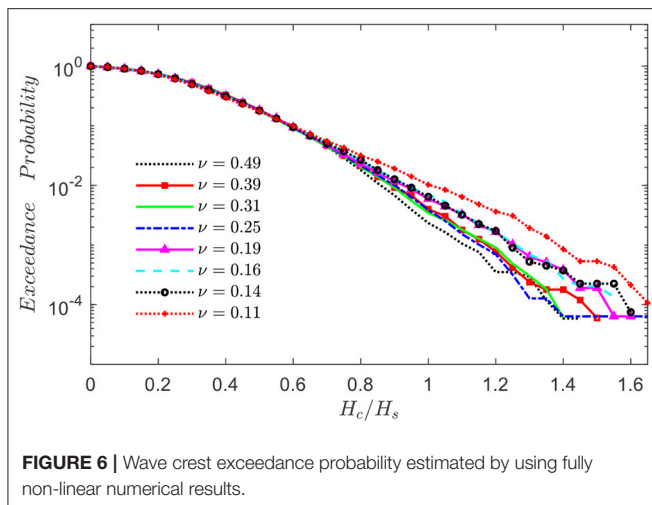 Exceedance Probability
10^0
10^-2
10^-4
ν = 0.49
ν = 0.39
ν = 0.31
ν = 0.25
ν = 0.19
ν = 0.16
ν = 0.14
ν = 0.11
0 0.2 0.4 0.6 0.8 1 1.2 1.4 1.6
H_c/H_s
FIGURE 6 | Wave crest exceedance probability estimated by using fully
non-linear numerical results.